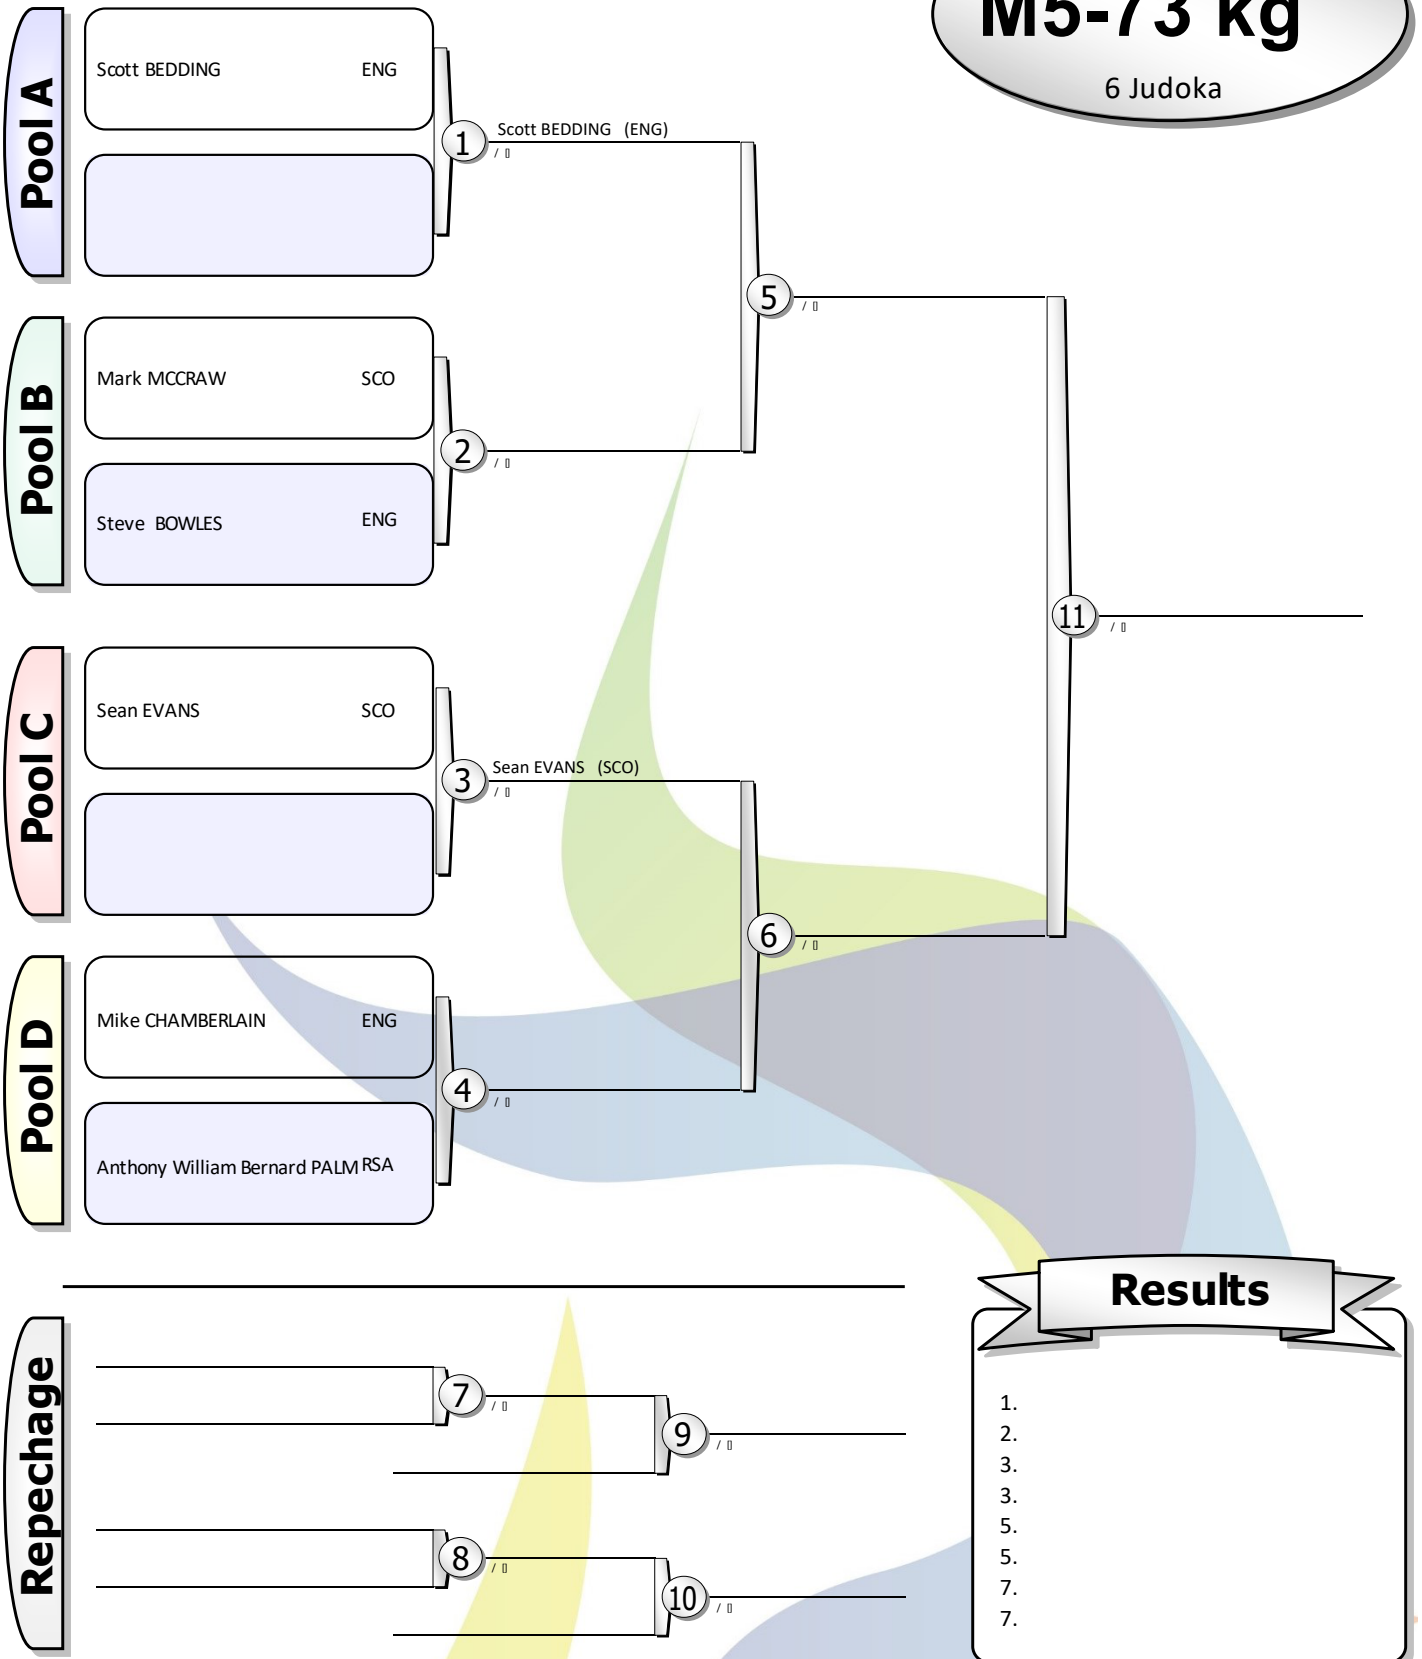 M5-73 kg
6 Judoka
Pool A
Scott BEDDING ENG
1
Scott BEDDING (ENG)
/ ▯
5
/ ▯
Pool B
Mark MCCRAW SCO
2
/ ▯
Steve BOWLES ENG
11
/ ▯
Pool C
Sean EVANS SCO
3
Sean EVANS (SCO)
/ ▯
6
/ ▯
Pool D
Mike CHAMBERLAIN ENG
4
/ ▯
Anthony William Bernard PALM RSA
Repechage
7
/ ▯
9
/ ▯
8
/ ▯
10
/ ▯
Results
1.
2.
3.
3.
5.
5.
7.
7.